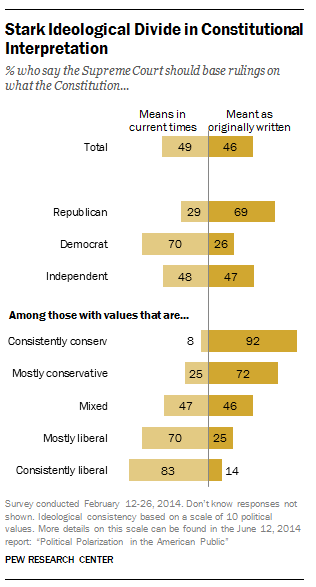 Stark Ideological Divide in Constitutional
Interpretation
% who say the Supreme Court should base rulings on
what the Constitution...
Means in
current times
Meant as
originally written
Total 49 46
Republican 29 69
Democrat 70 26
Independent 48 47
Among those with values that are...
Consistently conserv 8 92
Mostly conservative 25 72
Mixed 47 46
Mostly liberal 70 25
Consistently liberal 83 14
Survey conducted February 12-26, 2014. Don't know responses not
shown. Ideological consistency based on a scale of 10 political
values. More details on this scale can be found in the June 12, 2014
report: "Political Polarization in the American Public"
PEW RESEARCH CENTER